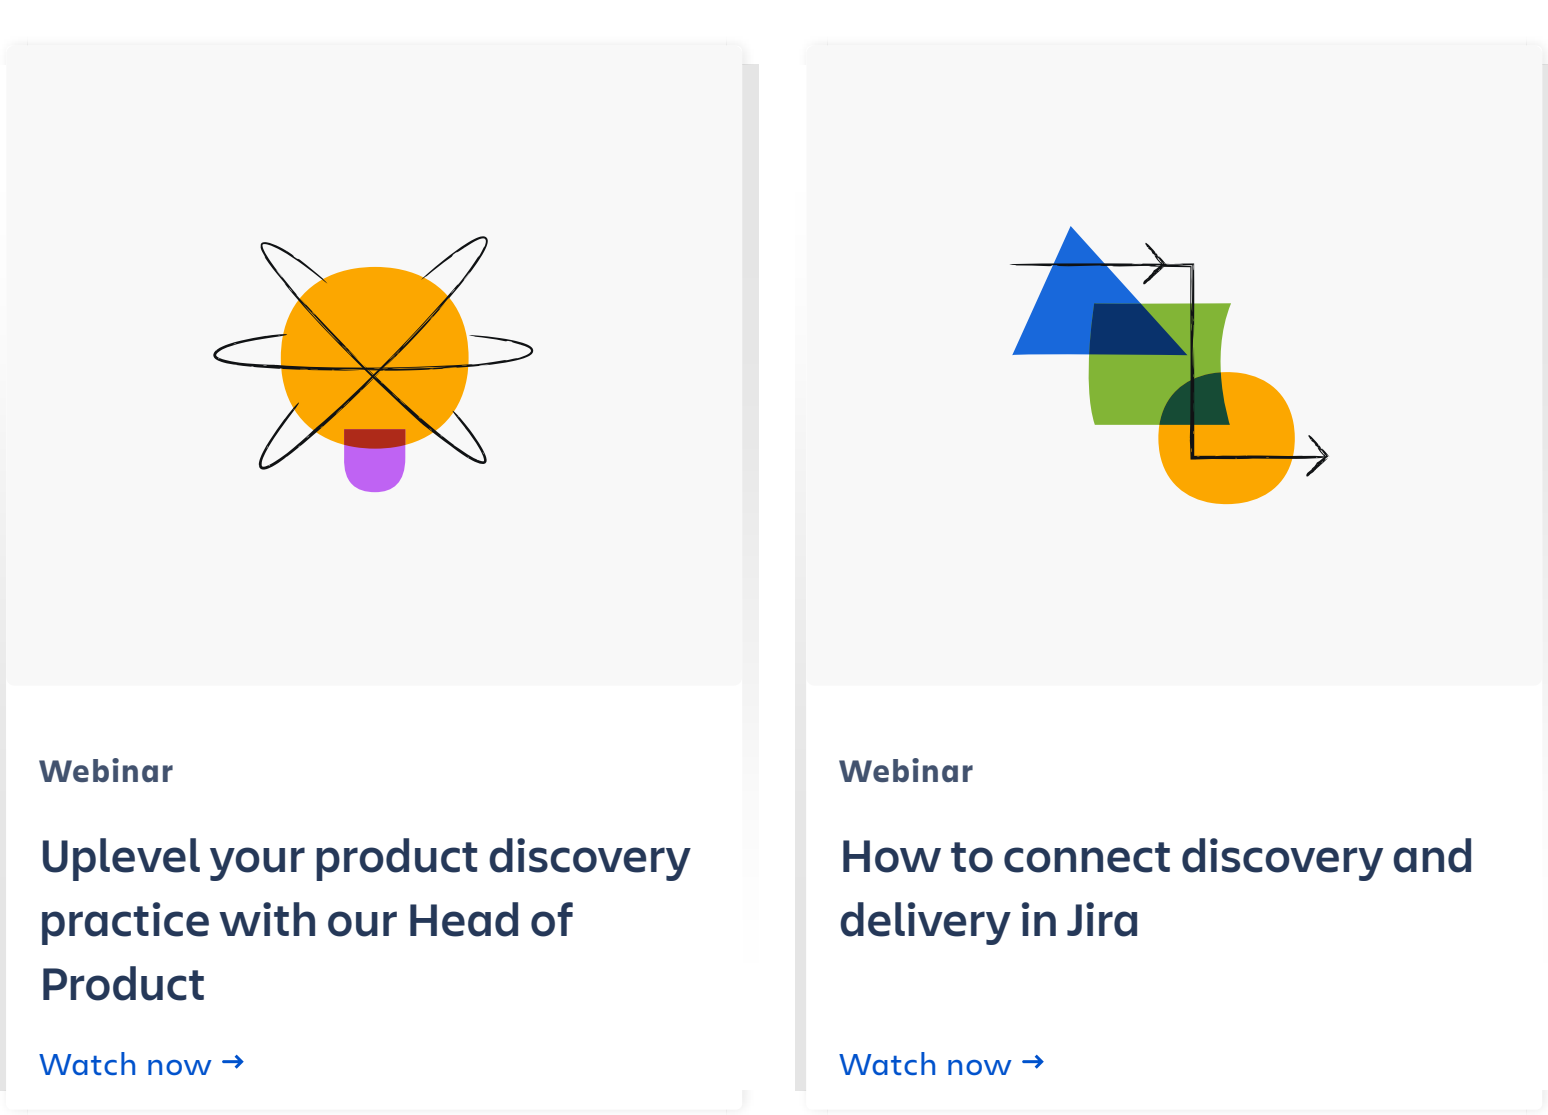 Webinar
Uplevel your product discovery
practice with our Head of
Product
Watch now →
Webinar
How to connect discovery and
delivery in Jira
Watch now →